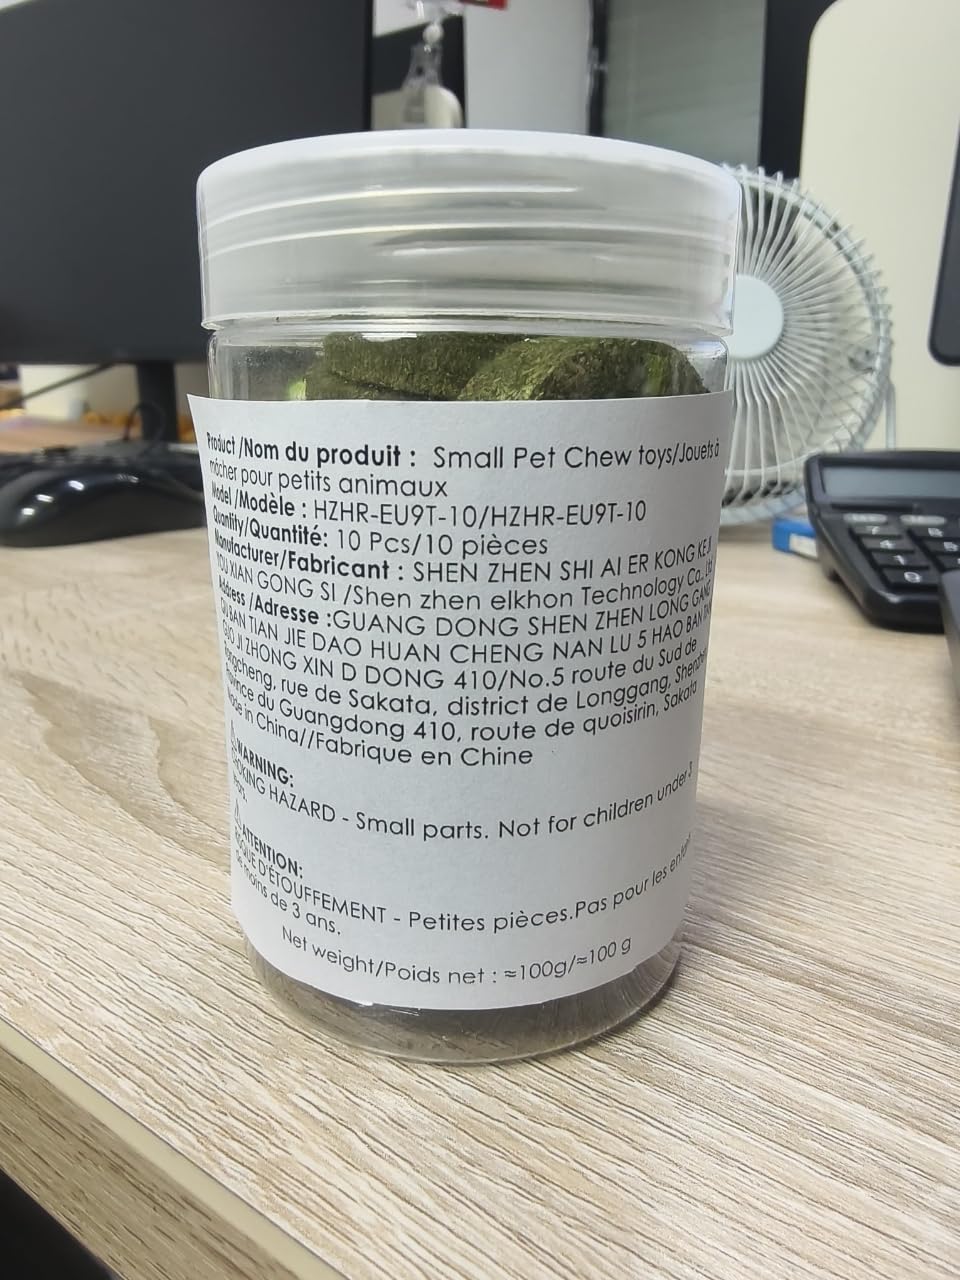 Product /Nom du produit : Small Pet Chew toys/Jouets à
mâcher pour petits animaux
Model /Modèle : HZHR-EU9T-10/HZHR-EU9T-10
Quantity/Quantité: 10 Pcs/10 pièces
Manufacturer/Fabricant : SHEN ZHEN SHI AI ER KONG KE JI
YOU XIAN GONG SI /Shen zhen elkhon Technology Co., Ltd
Address /Adresse :GUANG DONG SHEN ZHEN LONG GANG
QU BAN TIAN JIE DAO HUAN CHENG NAN LU 5 HAO BAN TIAN
GUO JI ZHONG XIN D DONG 410/No.5 route du Sud de
rue de Sakata, district de Longgang, Shenzhen
Province du Guangdong 410, route de quoisirin, Sakata
Made in China//Fabrique en Chine
WARNING:
CHOKING HAZARD - Small parts. Not for children under 3
years.
ATTENTION:
RISQUE D'ÉTOUFFEMENT - Petites pièces.Pas pour les enfants
de moins de 3 ans.
Net weight/Poids net : ≈100g/≈100 g